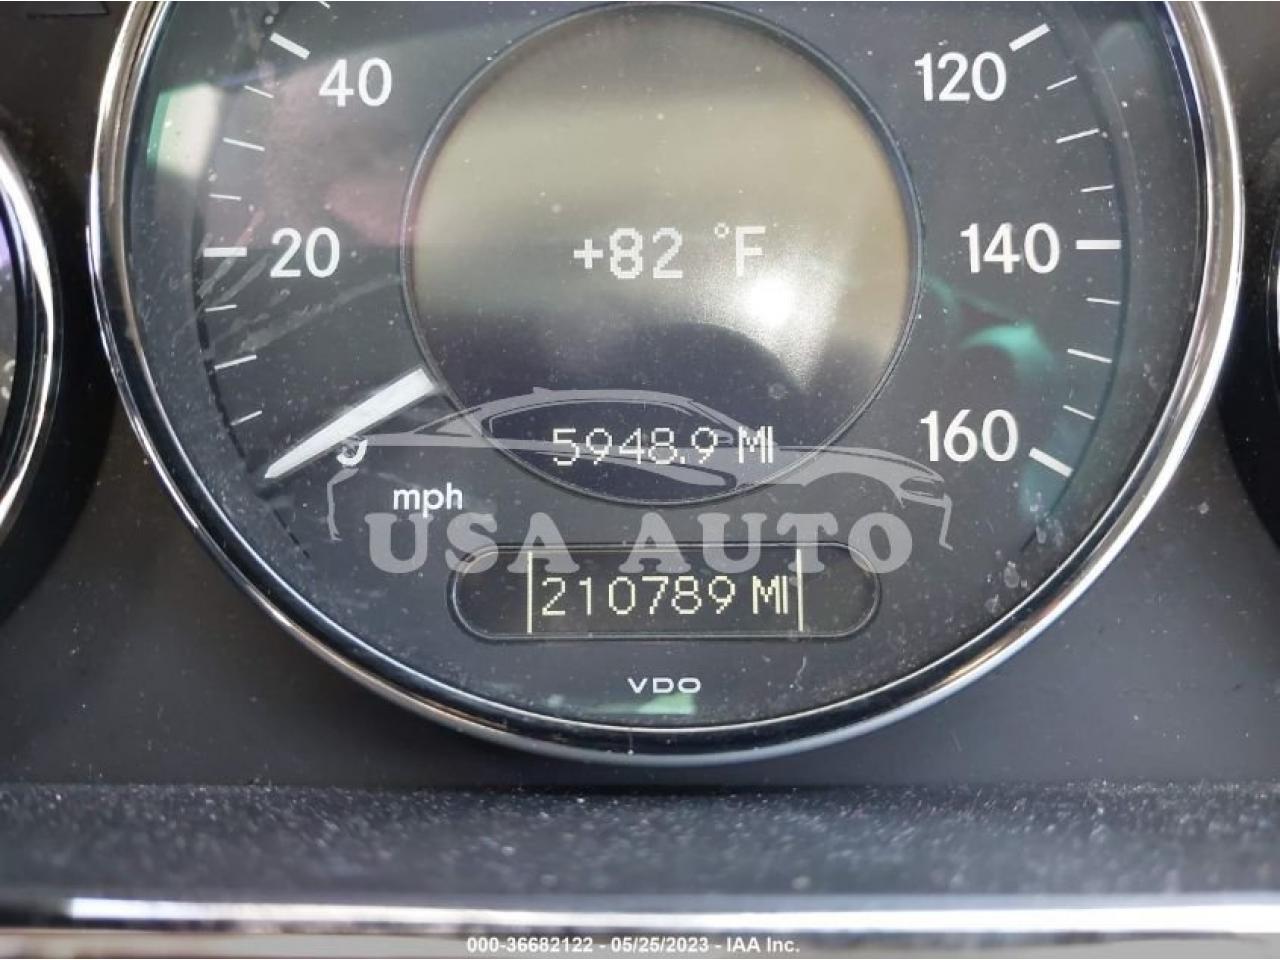 40 120
20 +82 °F 140
160
5948.9 MI
mph
USA AUTO
210789 MI
VDO
000-36682122 - 05/25/2023 - IAA Inc.